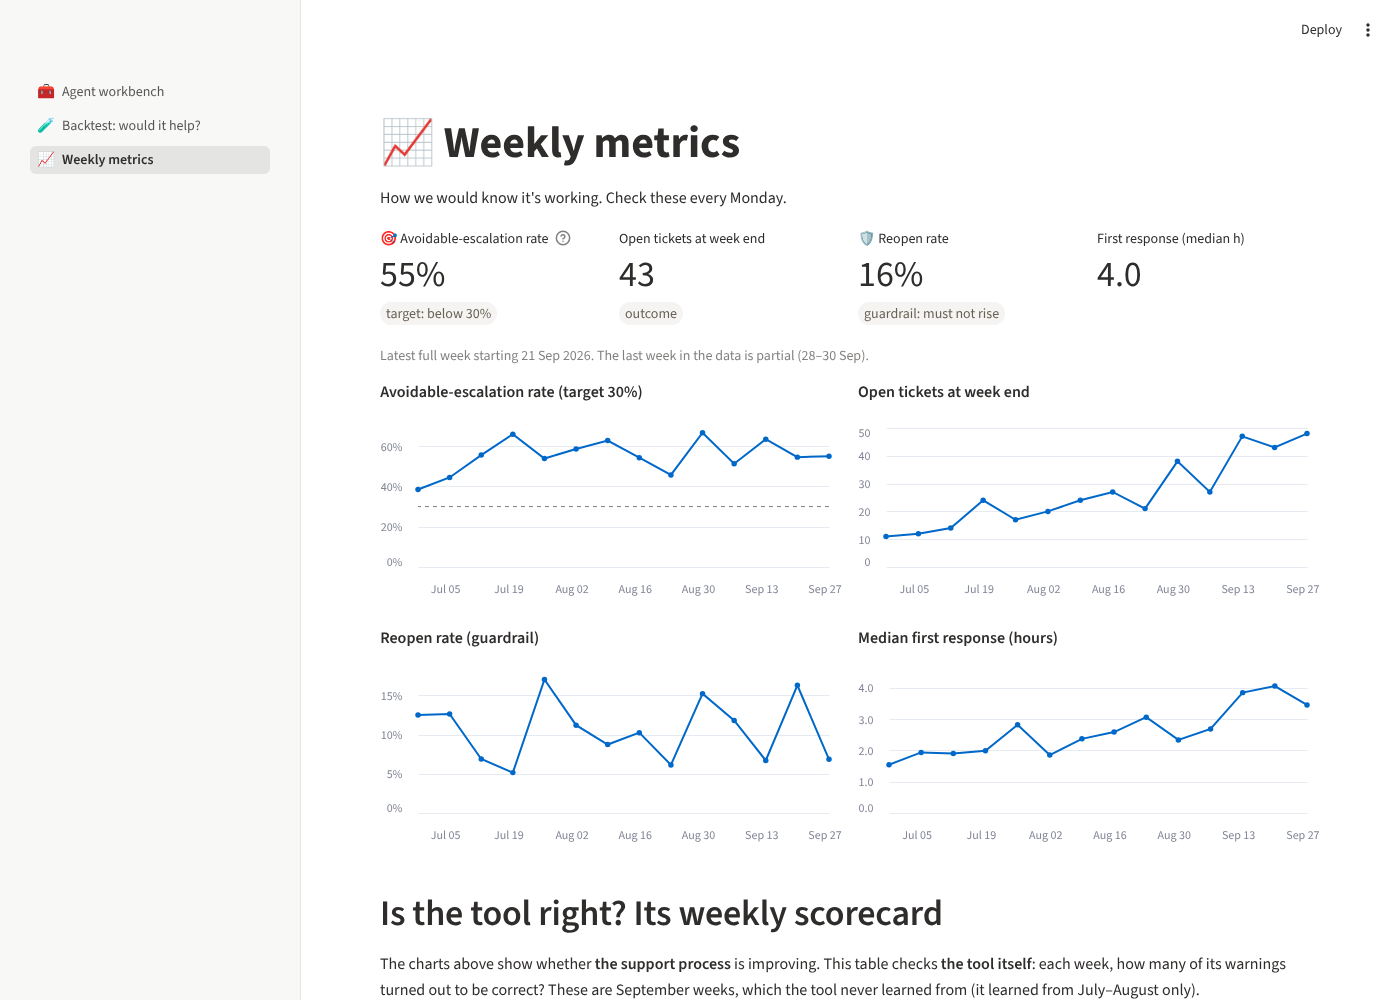 Deploy
Agent workbench
Backtest: would it help?
Weekly metrics
Weekly metrics
How we would know it's working. Check these every Monday.
Avoidable-escalation rate
55%
target: below 30%
Open tickets at week end
43
outcome
Reopen rate
16%
guardrail: must not rise
First response (median h)
4.0
Latest full week starting 21 Sep 2026. The last week in the data is partial (28–30 Sep).
Avoidable-escalation rate (target 30%)
60%
40%
20%
0%
Jul 05 Jul 19 Aug 02 Aug 16 Aug 30 Sep 13 Sep 27
Open tickets at week end
50
40
30
20
10
0
Jul 05 Jul 19 Aug 02 Aug 16 Aug 30 Sep 13 Sep 27
Reopen rate (guardrail)
15%
10%
5%
0%
Jul 05 Jul 19 Aug 02 Aug 16 Aug 30 Sep 13 Sep 27
Median first response (hours)
4.0
3.0
2.0
1.0
0.0
Jul 05 Jul 19 Aug 02 Aug 16 Aug 30 Sep 13 Sep 27
Is the tool right? Its weekly scorecard
The charts above show whether the support process is improving. This table checks the tool itself: each week, how many of its warnings
turned out to be correct? These are September weeks, which the tool never learned from (it learned from July–August only).